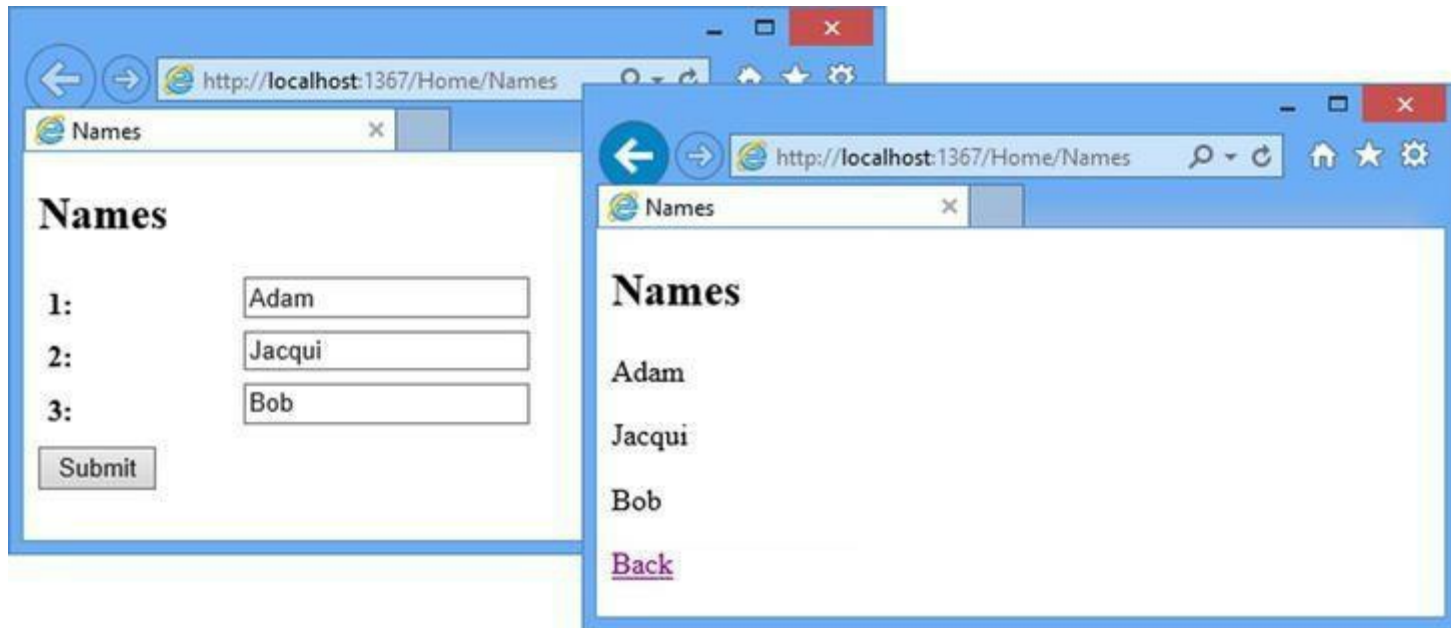 http://localhost:1367/Home/Names
Names
Names
1: Adam
2: Jacqui
3: Bob
Submit
http://localhost:1367/Home/Names
Names
Names
Adam
Jacqui
Bob
Back